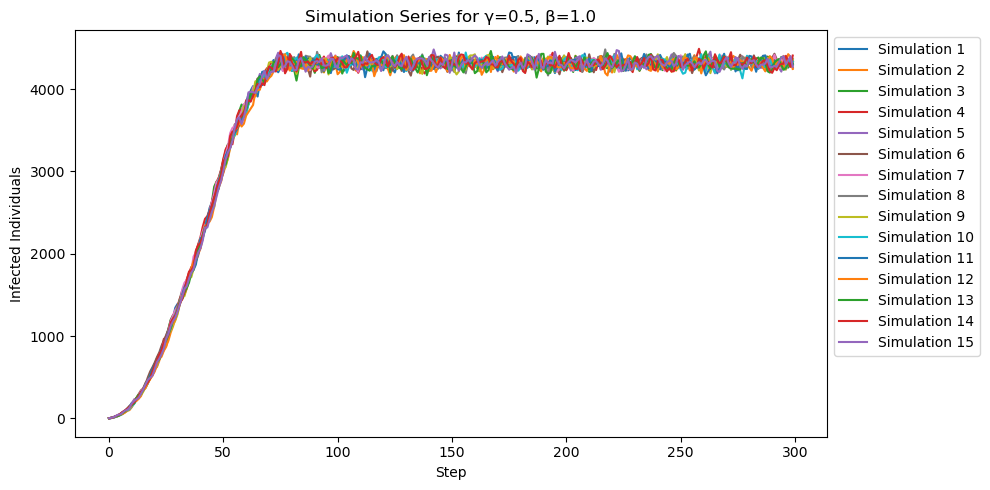 Simulation Series for γ=0.5, β=1.0
Infected Individuals
4000
3000
2000
1000
0
0 50 100 150 200 250 300
Step
Simulation 1
Simulation 2
Simulation 3
Simulation 4
Simulation 5
Simulation 6
Simulation 7
Simulation 8
Simulation 9
Simulation 10
Simulation 11
Simulation 12
Simulation 13
Simulation 14
Simulation 15